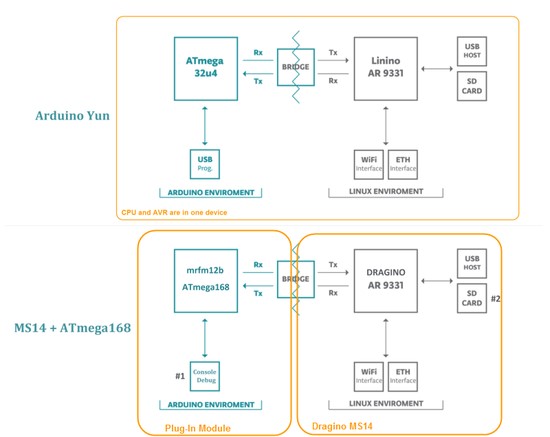 Arduino Yun
ATmega
32u4
Rx
Tx
BRIDGE
Tx
Rx
Linino
AR 9331
USB
HOST
SD
CARD
USB
Prog.
WiFi
Interface
ETH
Interface
ARDUINO ENVIROMENT
LINUX ENVIROMENT
CPU and AVR are in one device
MS14 + ATmega168
mrfm12b
ATmega168
Rx
Tx
BRIDGE
Tx
Rx
DRAGINO
AR 9331
USB
HOST
SD
CARD
#2
#1
Console
Debug
WiFi
Interface
ETH
Interface
ARDUINO ENVIROMENT
LINUX ENVIROMENT
Plug-In Module
Dragino MS14